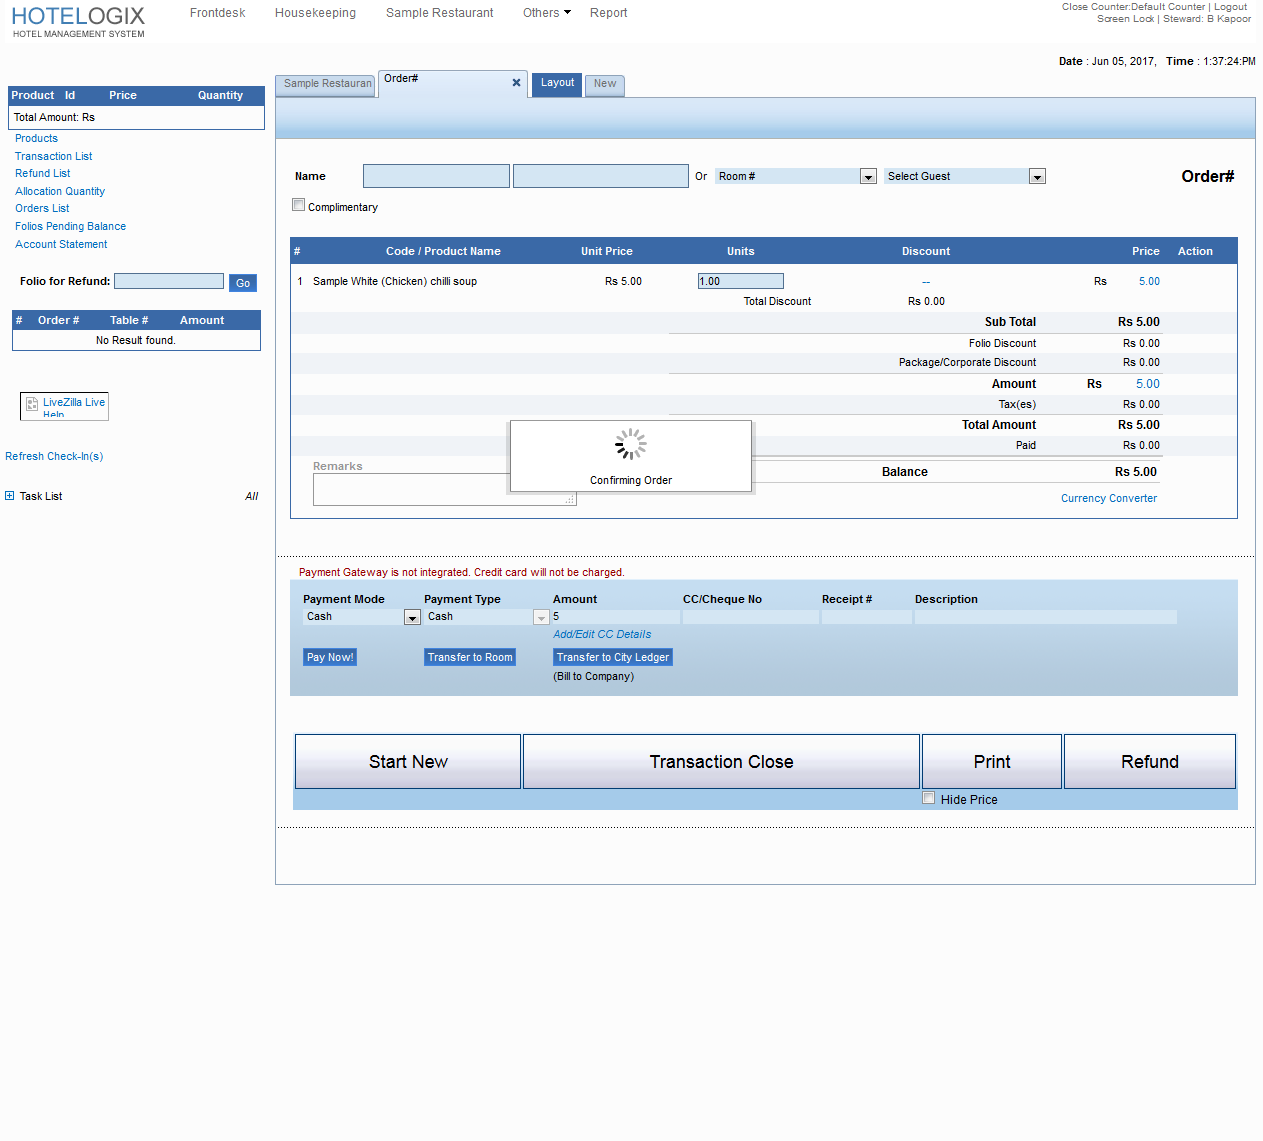 HOTELOGIX
HOTEL MANAGEMENT SYSTEM
Frontdesk Housekeeping Sample Restaurant Others Report
Close Counter:Default Counter | Logout
Screen Lock | Steward: B Kapoor
Date : Jun 05, 2017, Time : 1:37:24:PM
Product Id Price Quantity
Total Amount: Rs
Products
Transaction List
Refund List
Allocation Quantity
Orders List
Folios Pending Balance
Account Statement
Folio for Refund: Go
# Order # Table # Amount
No Result found.
LiveZilla Live
Help
Refresh Check-In(s)
Task List All
Sample Restauran Order# Layout New
Name Or Room # Select Guest Order#
Complimentary
# Code / Product Name Unit Price Units Discount Price Action
1 Sample White (Chicken) chilli soup Rs 5.00 1.00 -- Rs 5.00
Total Discount Rs 0.00
Sub Total Rs 5.00
Folio Discount Rs 0.00
Package/Corporate Discount Rs 0.00
Amount Rs 5.00
Tax(es) Rs 0.00
Total Amount Rs 5.00
Paid Rs 0.00
Remarks Balance Rs 5.00
Confirming Order
Currency Converter
Payment Gateway is not integrated. Credit card will not be charged.
Payment Mode Payment Type Amount CC/Cheque No Receipt # Description
Cash Cash 5
Add/Edit CC Details
Pay Now! Transfer to Room Transfer to City Ledger
(Bill to Company)
Start New Transaction Close Print Refund
Hide Price